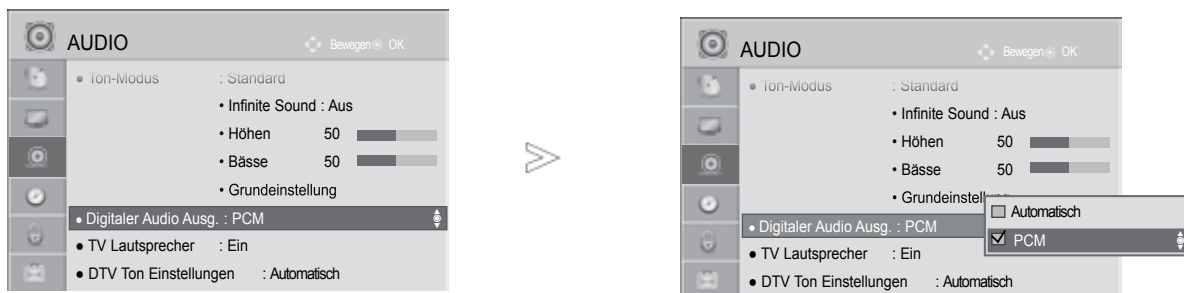 AUDIO
Bewegen OK
● Ton-Modus : Standard
• Infinite Sound : Aus
• Höhen 50
• Bässe 50
• Grundeinstellung
● Digitaler Audio Ausg. : PCM
● TV Lautsprecher : Ein
● DTV Ton Einstellungen : Automatisch
AUDIO
Bewegen OK
● Ton-Modus : Standard
• Infinite Sound : Aus
• Höhen 50
• Bässe 50
• Grundeinstell
● Digitaler Audio Ausg. : PCM
● TV Lautsprecher : Ein
● DTV Ton Einstellungen : Automatisch
Automatisch
PCM